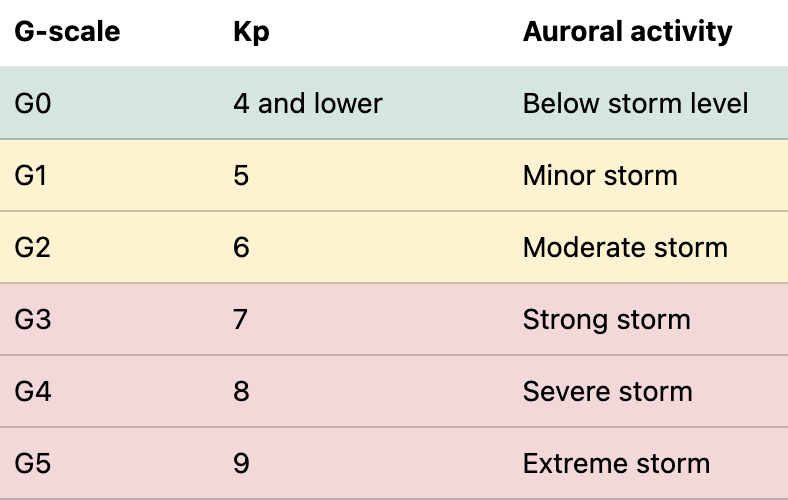 G-scale Kp Auroral activity
G0 4 and lower Below storm level
G1 5 Minor storm
G2 6 Moderate storm
G3 7 Strong storm
G4 8 Severe storm
G5 9 Extreme storm